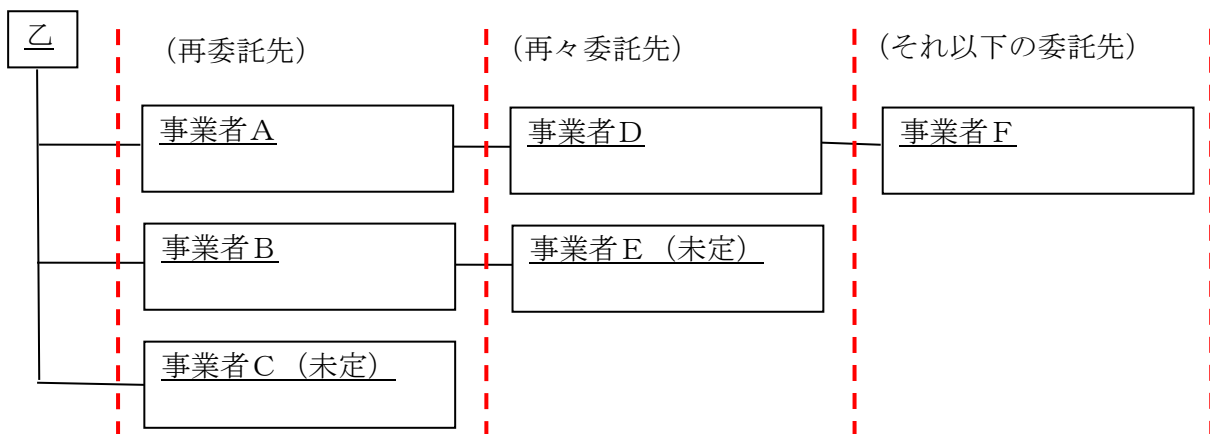 乙
(再委託先)
(再々委託先)
(それ以下の委託先)
事業者A
事業者D
事業者F
事業者B
事業者E (未定)
事業者C (未定)